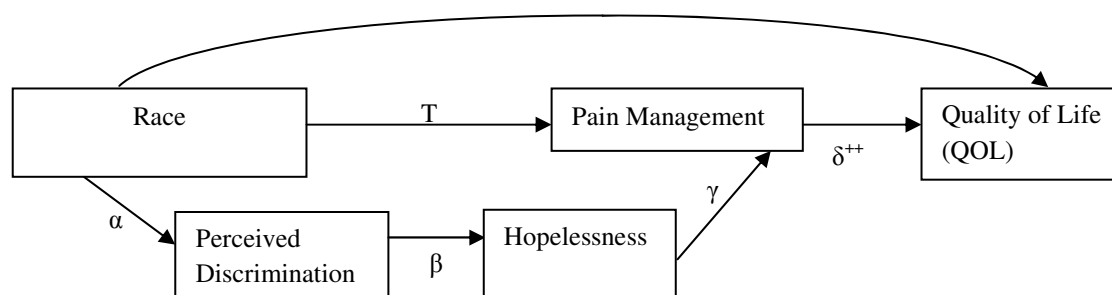 Race
T
Pain Management
δ⁺⁺
Quality of Life
(QOL)
α
Perceived
Discrimination
β
Hopelessness
γ